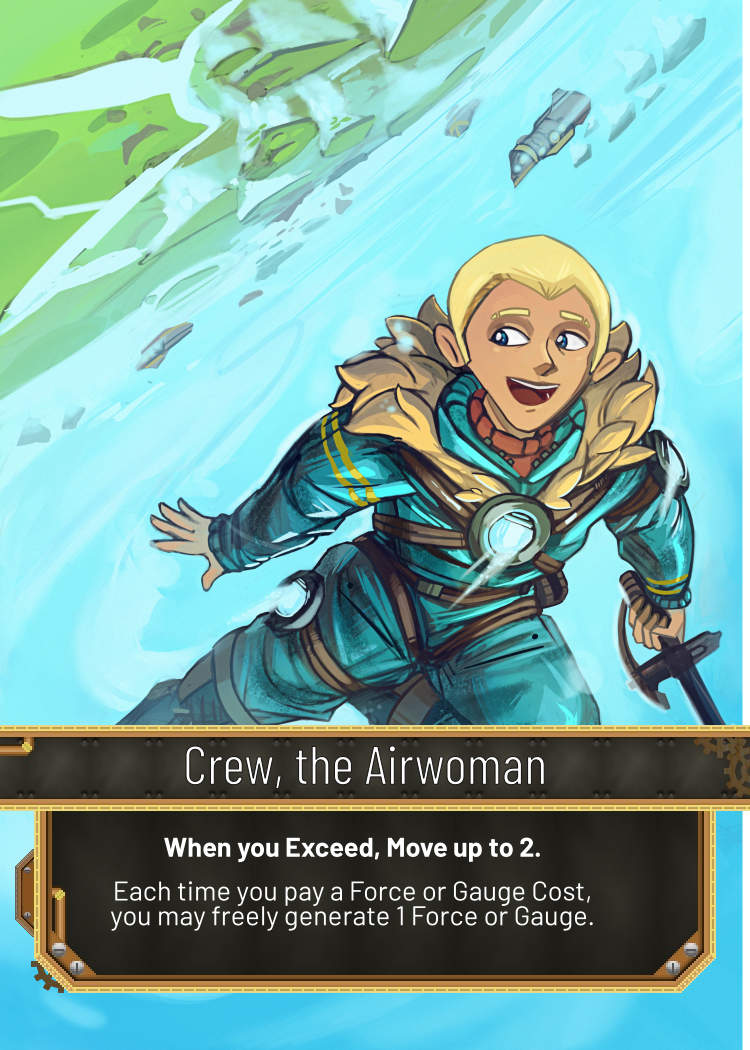 Crew, the Airwoman
When you Exceed, Move up to 2.
Each time you pay a Force or Gauge Cost,
you may freely generate 1 Force or Gauge.